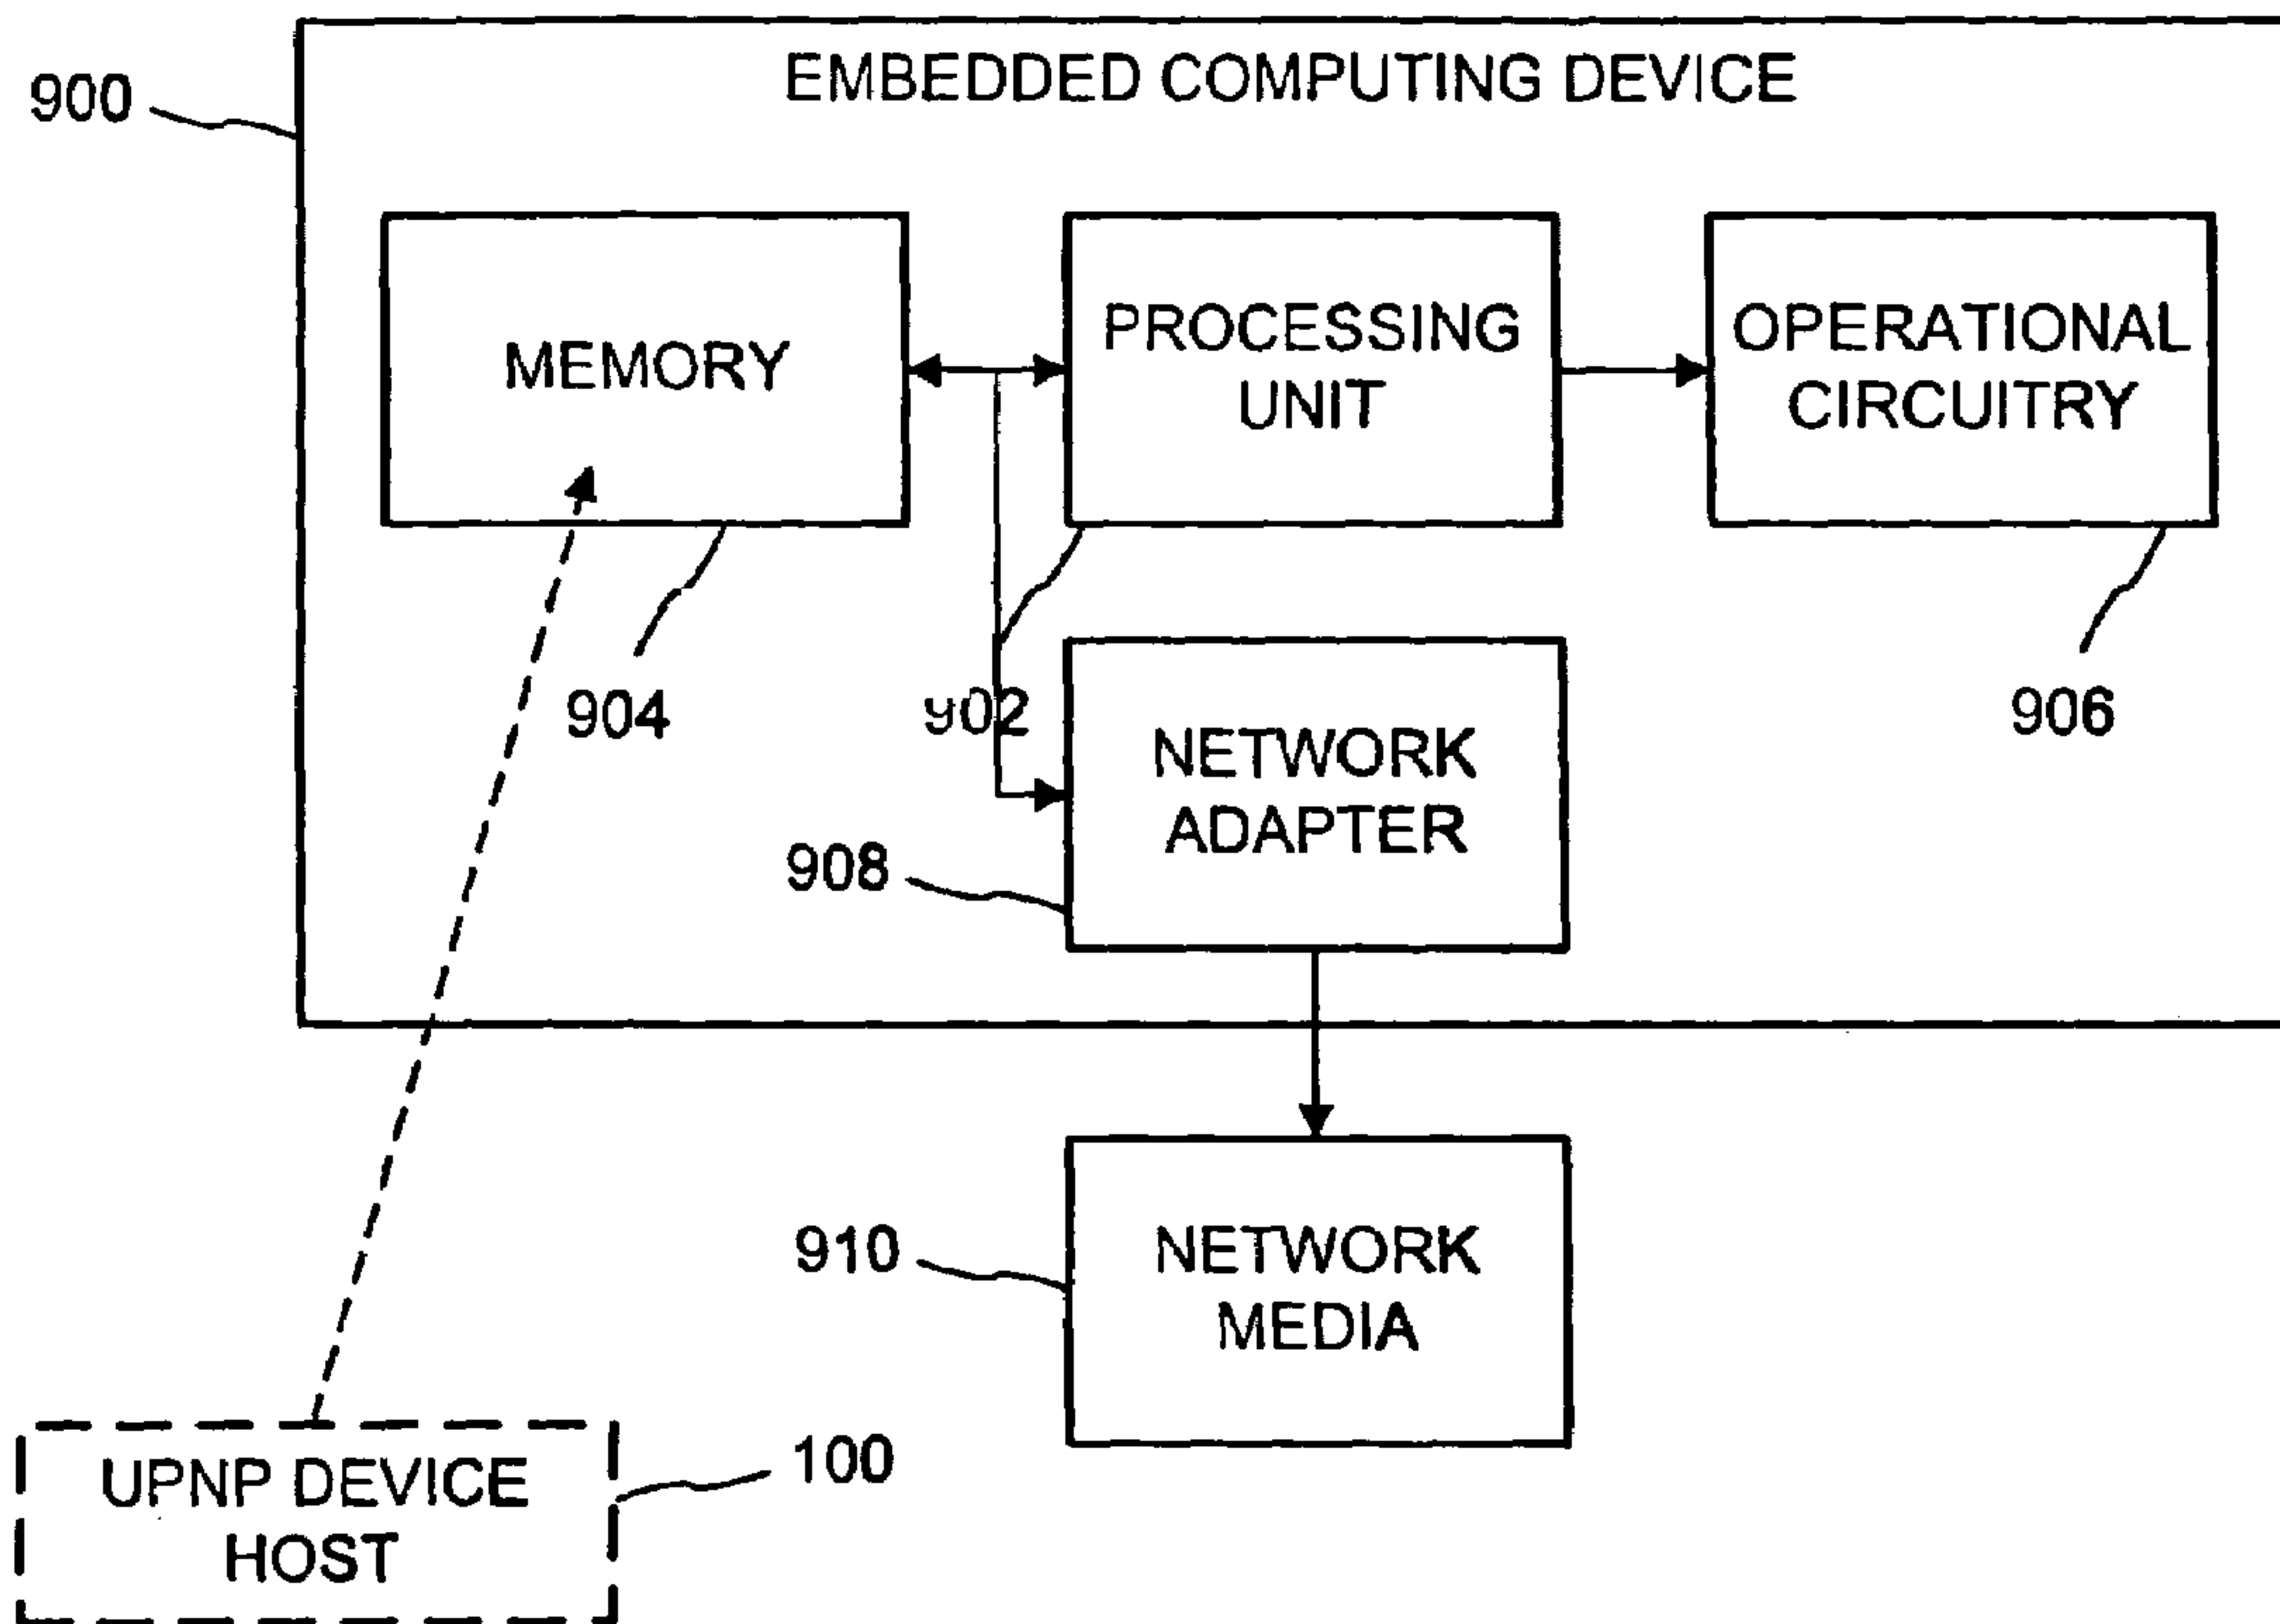 EMBEDDED COMPUTING DEVICE
900
MEMORY
PROCESSING
UNIT
OPERATIONAL
CIRCUITRY
904
902
906
NETWORK
ADAPTER
908
910
NETWORK
MEDIA
100
UPNP DEVICE
HOST